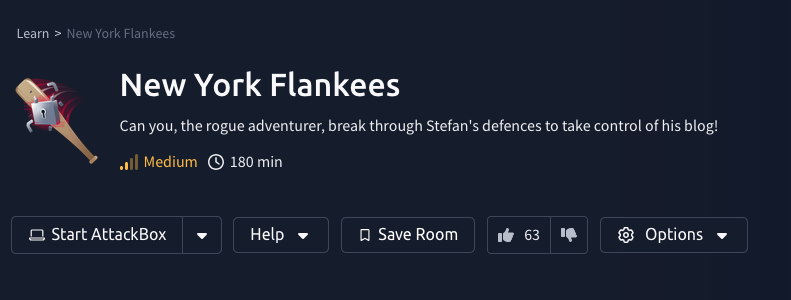 Learn > New York Flankees
New York Flankees
Can you, the rogue adventurer, break through Stefan's defences to take control of his blog!
Medium 180 min
Start AttackBox Help Save Room 63 Options